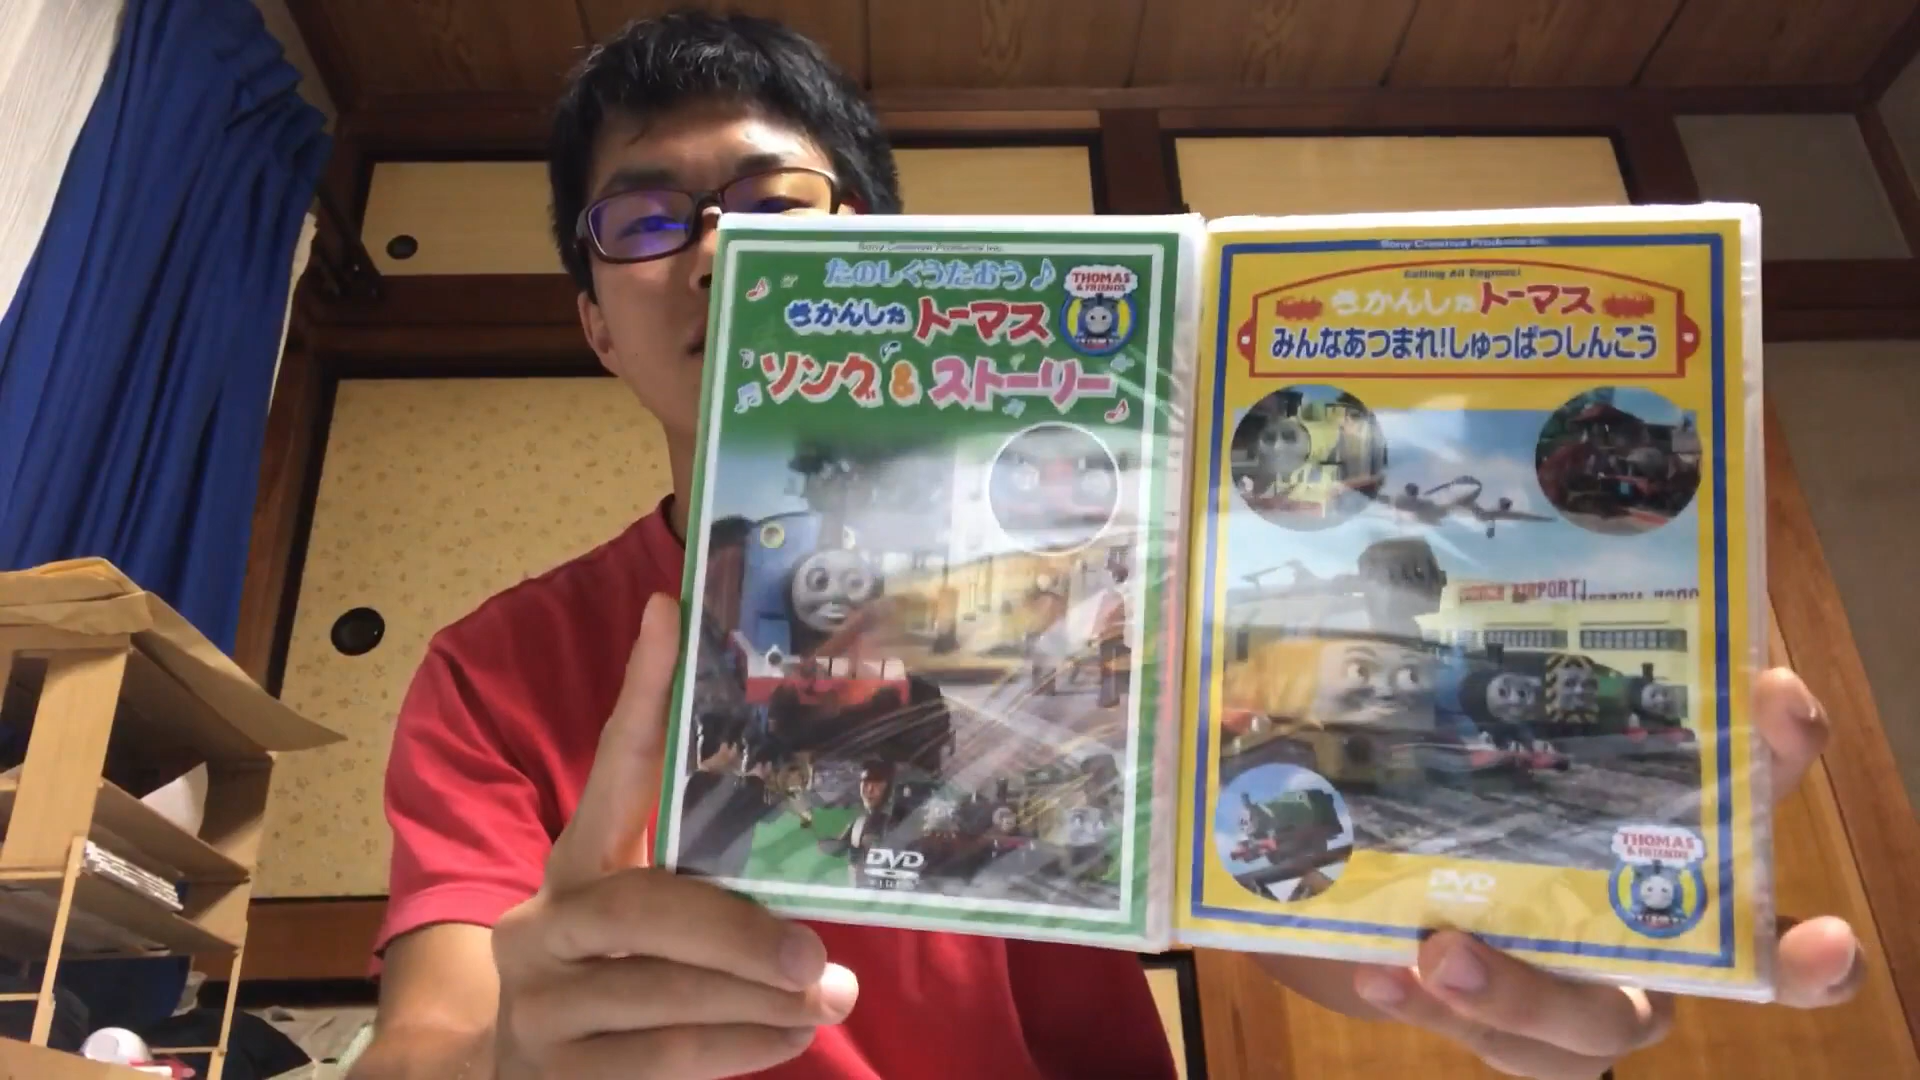 Sony Creative Products Inc.
たのしくうたおう♪
きかんしゃ トーマス
ソング & ストーリー
THOMAS
& FRIENDS
DVD
VIDEO
Sony Creative Products Inc.
Calling All Engines!
きかんしゃ トーマス
みんなあつまれ!しゅっぱつしんこう
AIRPORT
DVD
THOMAS
& FRIENDS